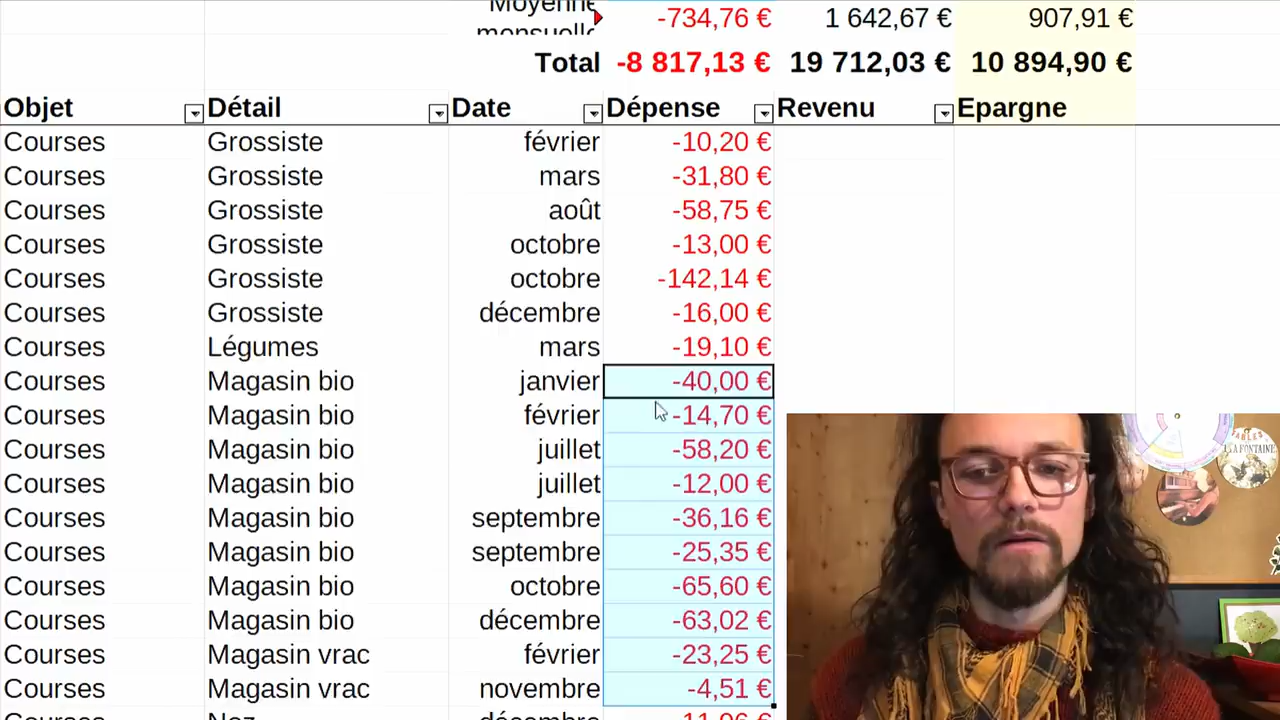 Moyenne -734,76 € 1 642,67 € 907,91 €
mensuelle
Total -8 817,13 € 19 712,03 € 10 894,90 €
Objet Détail Date Dépense Revenu Epargne
Courses Grossiste février -10,20 €
Courses Grossiste mars -31,80 €
Courses Grossiste août -58,75 €
Courses Grossiste octobre -13,00 €
Courses Grossiste octobre -142,14 €
Courses Grossiste décembre -16,00 €
Courses Légumes mars -19,10 €
Courses Magasin bio janvier -40,00 €
Courses Magasin bio février -14,70 €
Courses Magasin bio juillet -58,20 €
Courses Magasin bio juillet -12,00 €
Courses Magasin bio septembre -36,16 €
Courses Magasin bio septembre -25,35 €
Courses Magasin bio octobre -65,60 €
Courses Magasin bio décembre -63,02 €
Courses Magasin vrac février -23,25 €
Courses Magasin vrac novembre -4,51 €
FABLES
LA FONTAINE